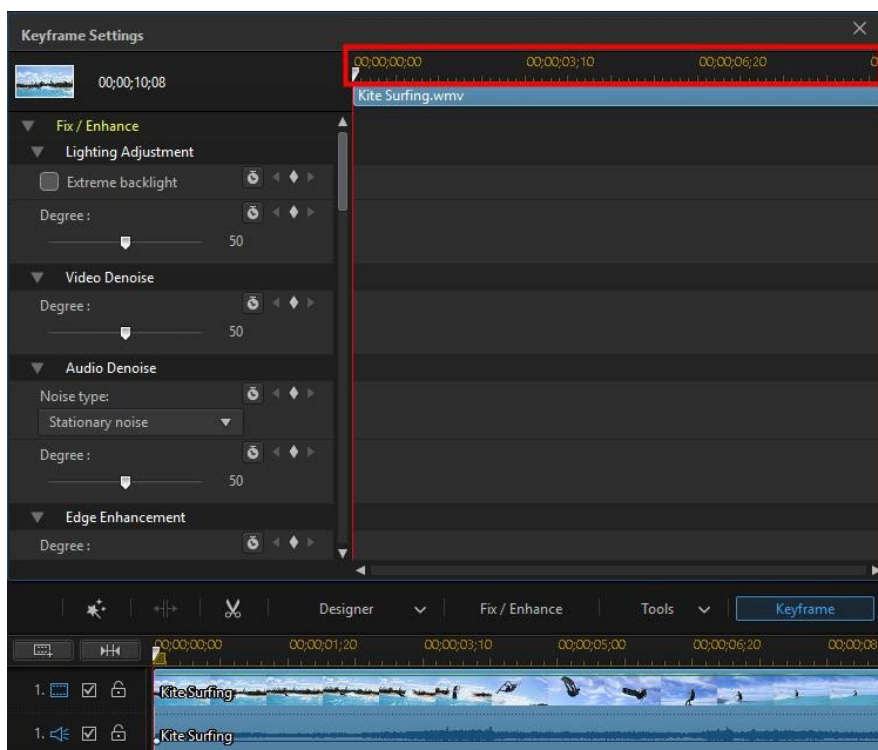 Keyframe Settings
00;00;10;08
00;00;00;00 00;00;03;10 00;00;06;20
Kite Surfing.wmv
Fix / Enhance
Lighting Adjustment
Extreme backlight
Degree :
50
Video Denoise
Degree :
50
Audio Denoise
Noise type:
Stationary noise
Degree :
50
Edge Enhancement
Degree :
Designer Fix / Enhance Tools Keyframe
00;00;00;00 00;00;01;20 00;00;03;10 00;00;05;00 00;00;06;20 00;00;08
1. Kite Surfing
1. Kite Surfing